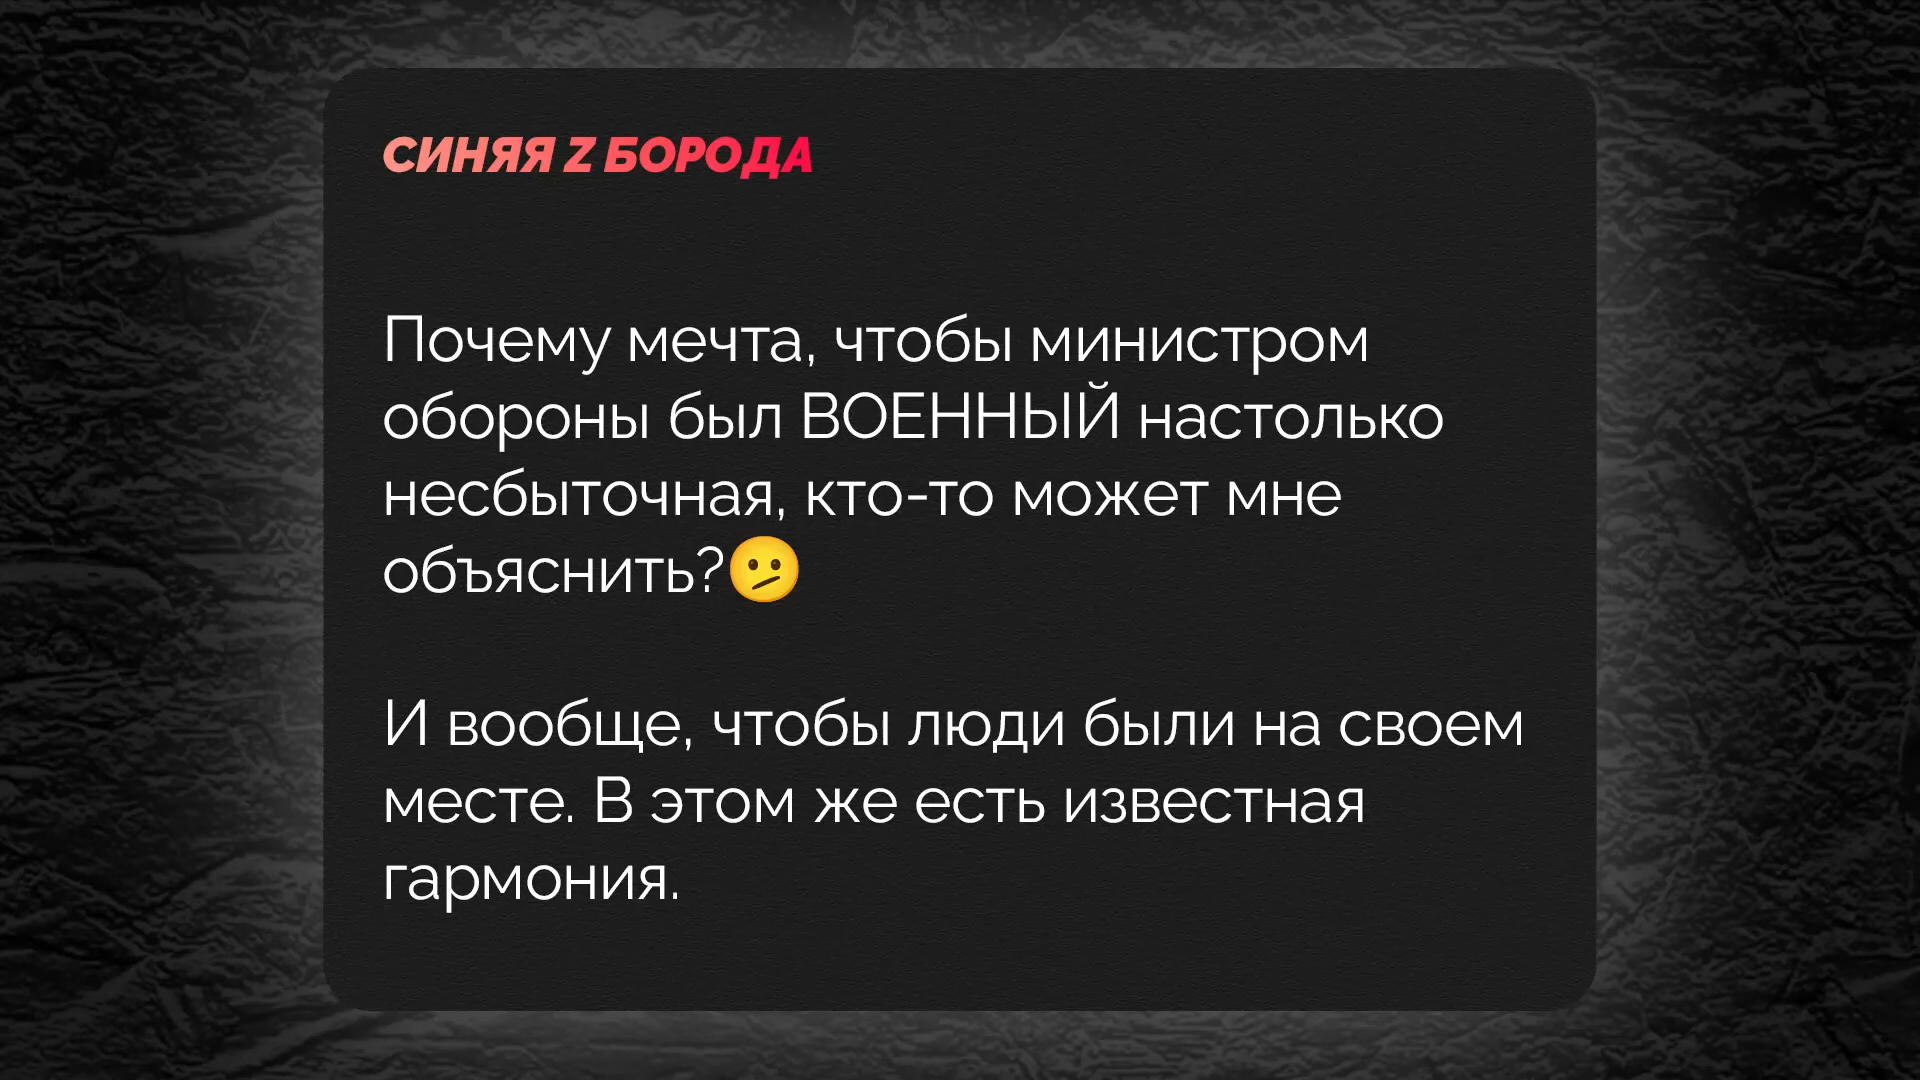 СИНЯЯ Z БОРОДА
Почему мечта, чтобы министром
обороны был ВОЕННЫЙ настолько
несбыточная, кто-то может мне
объяснить?🫤
И вообще, чтобы люди были на своем
месте. В этом же есть известная
гармония.